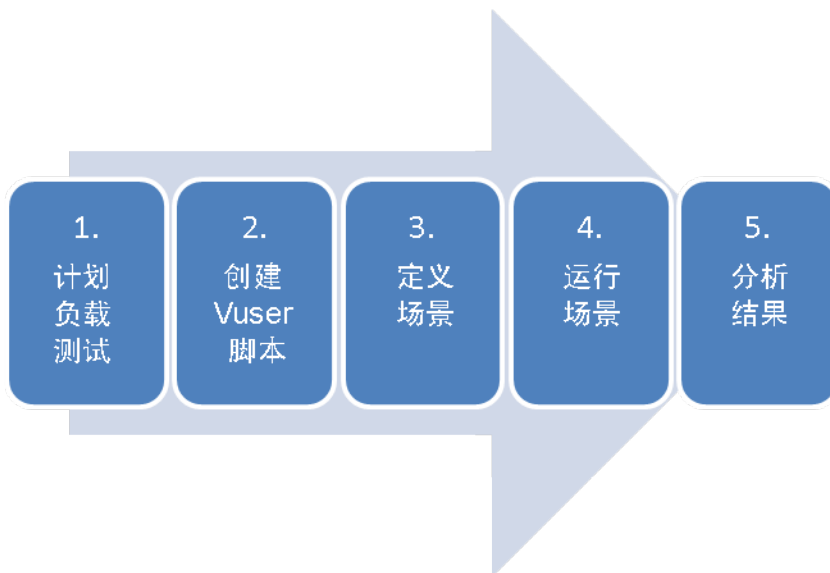 1.
计划
负载
测试
2.
创建
Vuser
脚本
3.
定义
场景
4.
运行
场景
5.
分析
结果